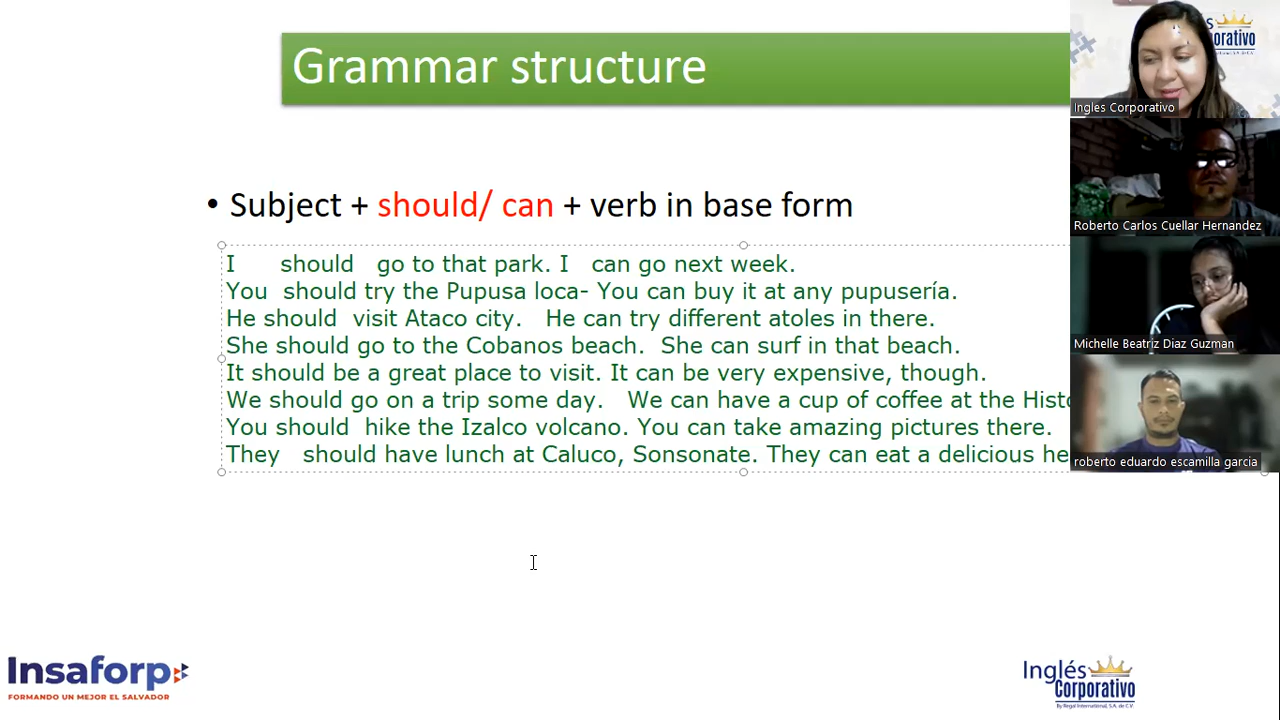 Grammar structure
• Subject + should/ can + verb in base form
I should go to that park. I can go next week.
You should try the Pupusa loca- You can buy it at any pupusería.
He should visit Ataco city. He can try different atoles in there.
She should go to the Cobanos beach. She can surf in that beach.
It should be a great place to visit. It can be very expensive, though.
We should go on a trip some day. We can have a cup of coffee at the
You should hike the Izalco volcano. You can take amazing pictures there.
They should have lunch at Caluco, Sonsonate. They can eat a delicious
Ingles Corporativo
Roberto Carlos Cuellar Hernandez
Michelle Beatriz Diaz Guzman
roberto eduardo escamilla garcia
Insaforp
FORMANDO UN MEJOR EL SALVADOR
Inglés
Corporativo
By Regal International, S.A. de C.V.